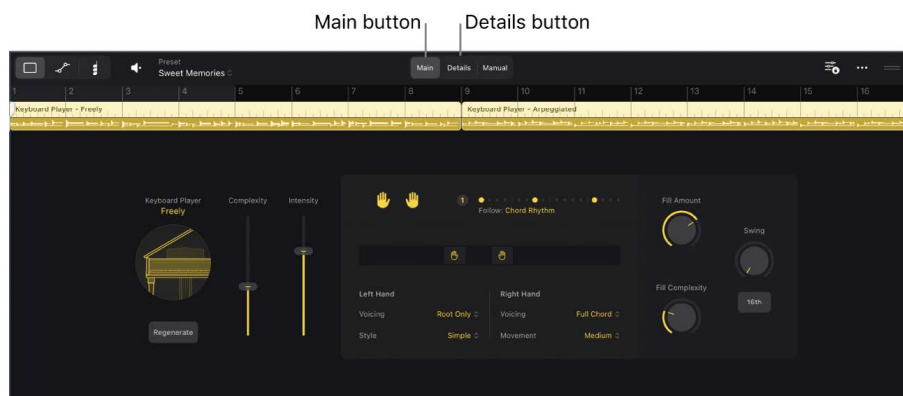 Main button
Details button
Preset
Sweet Memories
Main
Details
Manual
1 2 3 4 5 6 7 8 9 10 11 12 13 14 15 16
Keyboard Player - Freely
Keyboard Player - Arpeggiated
Keyboard Player
Freely
Complexity
Intensity
Regenerate
1
Follow: Chord Rhythm
Left Hand
Voicing Root Only
Style Simple
Right Hand
Voicing Full Chord
Movement Medium
Fill Amount
Swing
Fill Complexity
16th